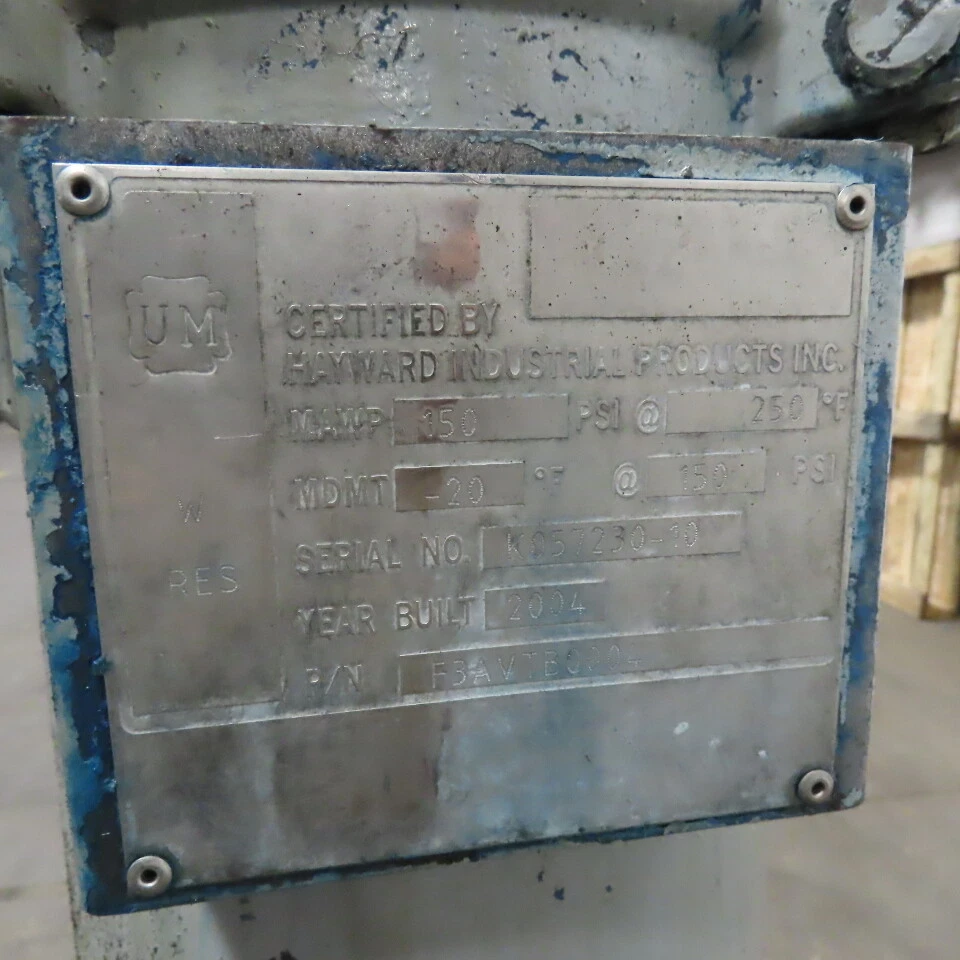 UM
CERTIFIED BY
HAYWARD INDUSTRIAL PRODUCTS INC.
MAWP 150 PSI @ 250 °F
MDMT -20 °F @ 150 PSI
W
RES
SERIAL NO. K057230-10
YEAR BUILT 2004
P/N F3AVTB0204